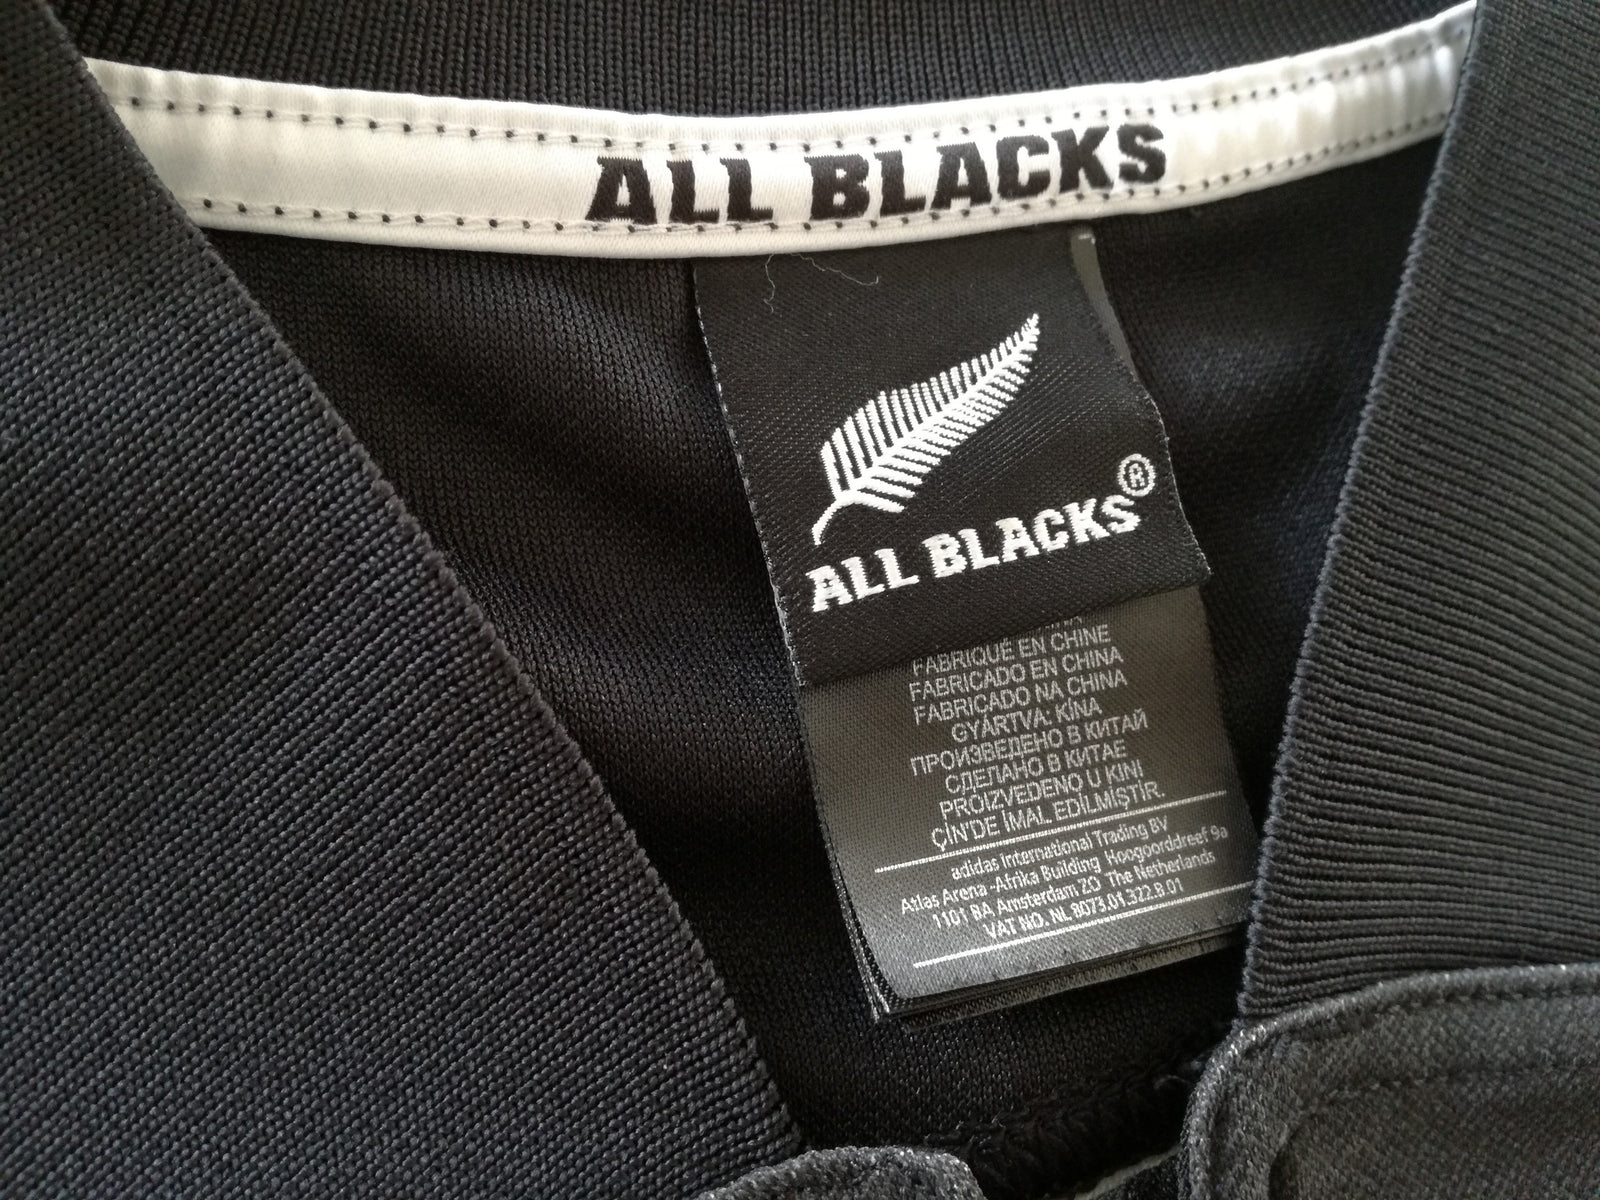 ALL BLACKS
ALL BLACKS®
FABRIQUÉ EN CHINE
FABRICADO EN CHINA
FABRICADO NA CHINA
GYÁRTVA: KÍNA
ПРОИЗВЕДЕНО В КИТАЙ
СДЕЛАНО В КИТАЕ
PROIZVEDENO U KINI
ÇİN'DE İMAL EDİLMİŞTİR.
adidas International Trading BV
Atlas Arena -Afrika Building Hoogoorddreef 9a
1101 BA Amsterdam ZO The Netherlands
VAT NO. NL 8073.01.322.B.01